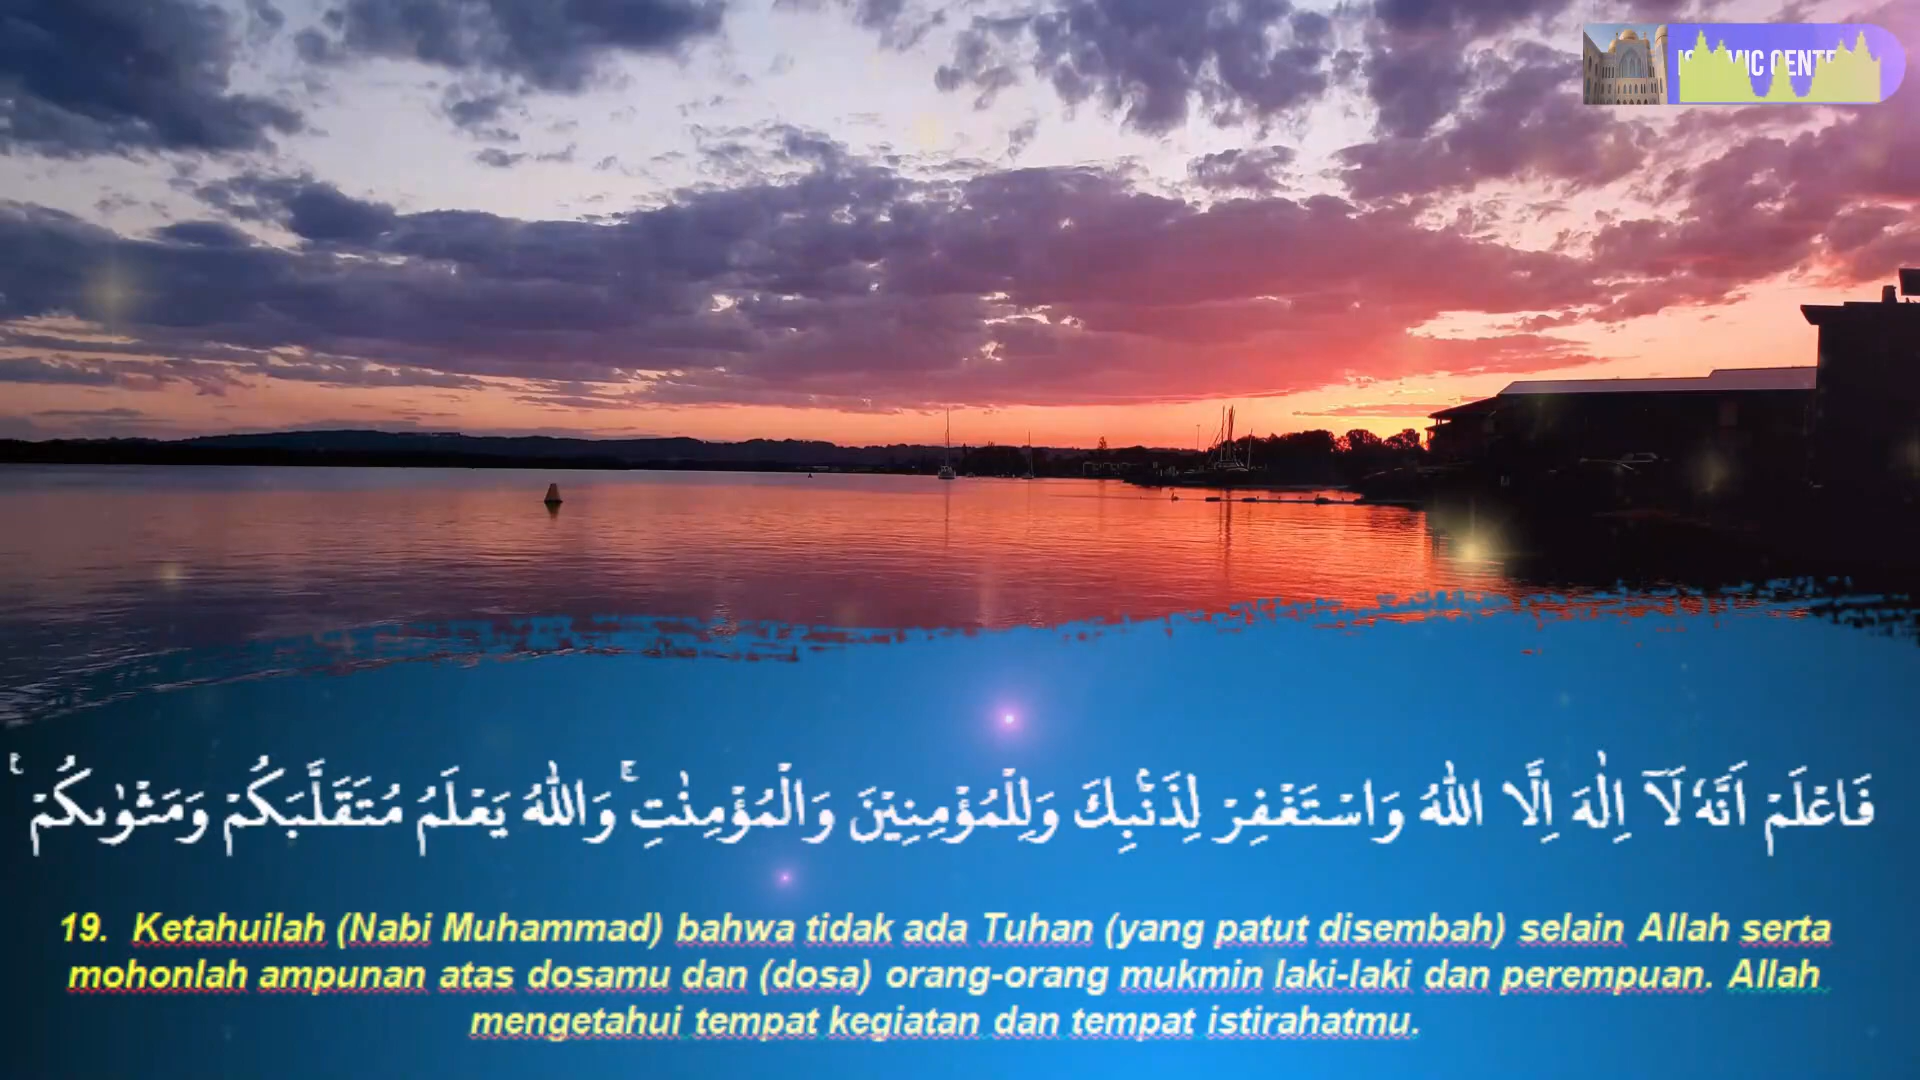 فَاعْلَمْ اَنَّهٗ لَآ اِلٰهَ اِلَّا اللّٰهُ وَاسْتَغْفِرْ لِذَنْۢبِكَ وَلِلْمُؤْمِنِيْنَ وَالْمُؤْمِنٰتِۚ وَاللّٰهُ يَعْلَمُ مُتَقَلَّبَكُمْ وَمَثْوٰىكُمْ ۚ
19. Ketahuilah (Nabi Muhammad) bahwa tidak ada Tuhan (yang patut disembah) selain Allah serta
mohonlah ampunan atas dosamu dan (dosa) orang-orang mukmin laki-laki dan perempuan. Allah
mengetahui tempat kegiatan dan tempat istirahatmu.